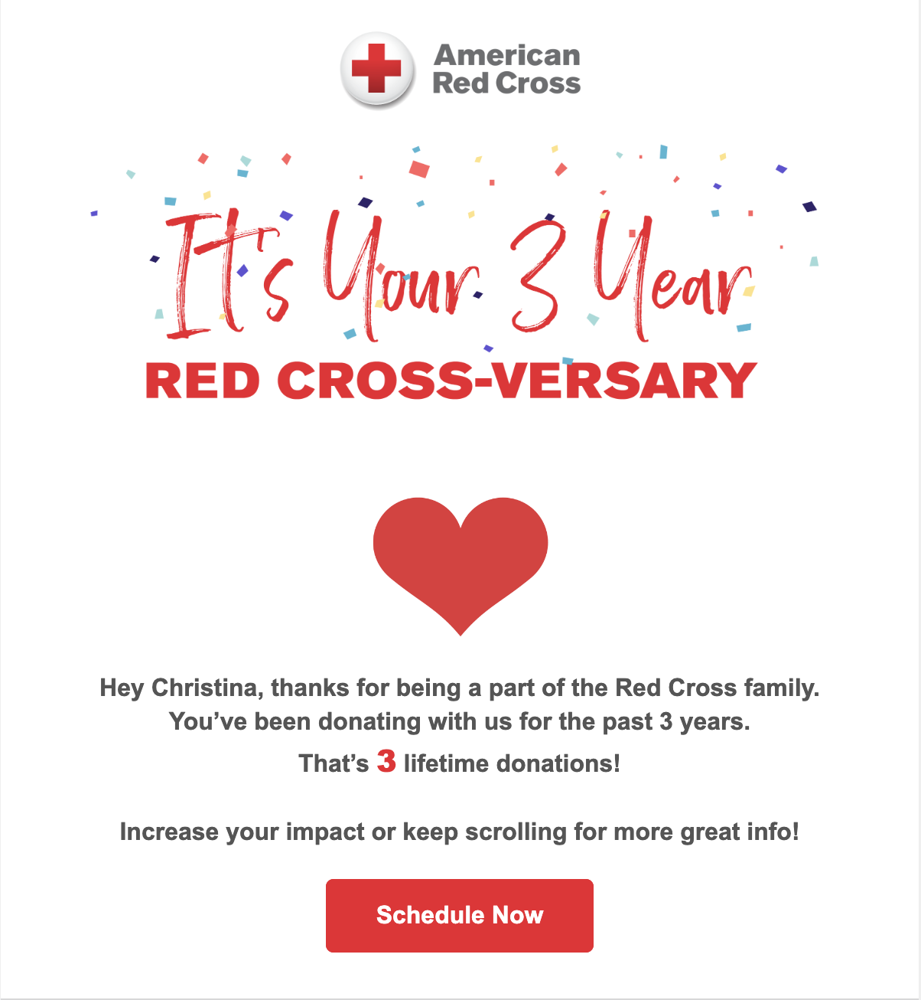 American
Red Cross
It's Your 3 Year
RED CROSS-VERSARY
Hey Christina, thanks for being a part of the Red Cross family.
You’ve been donating with us for the past 3 years.
That’s 3 lifetime donations!
Increase your impact or keep scrolling for more great info!
Schedule Now